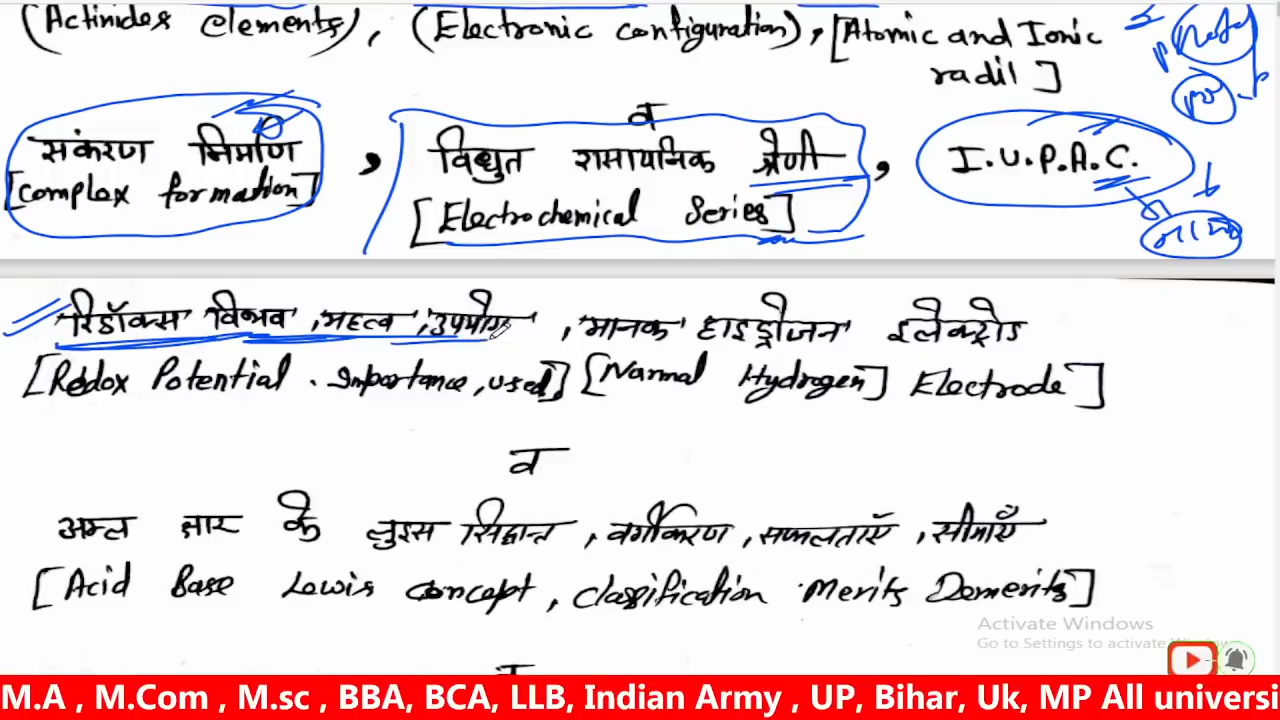 (Actinides elements), (Electronic configuration), [Atomic and Ionic
radil]
व
संकरण निर्माण , विधुत रासायनिक श्रेणी , I.U.P.A.C.
[complex formation] [Electrochemical Series]
रिडॉक्स विभव ,महत्व ,उपयोग ,मानक हाइड्रोजन इलैक्ट्रोड
[Redox Potential . Importance, used] [Normal Hydrogen] Electrode]
व
अम्ल क्षार के लुइस सिद्धान्त ,वर्गीकरण ,सफलताएँ ,सीमाएँ
[Acid Base Lewis concept, classification Merits Demerits]
Activate Windows
Go to Settings to activate
M.A , M.Com , M.sc , BBA, BCA, LLB, Indian Army , UP, Bihar, Uk, MP All universi